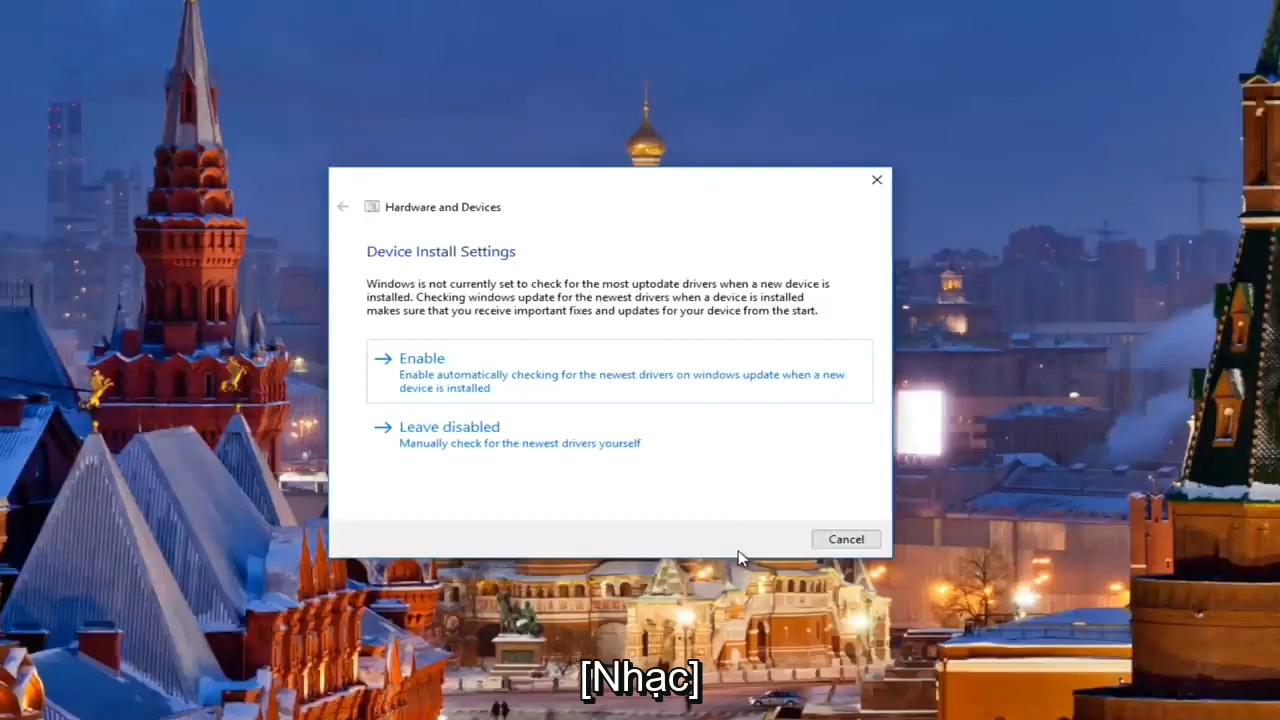 Hardware and Devices
Device Install Settings
Windows is not currently set to check for the most uptodate drivers when a new device is
installed. Checking windows update for the newest drivers when a device is installed
makes sure that you receive important fixes and updates for your device from the start.
Enable
Enable automatically checking for the newest drivers on windows update when a new
device is installed
Leave disabled
Manually check for the newest drivers yourself
Cancel
[Nhạc]